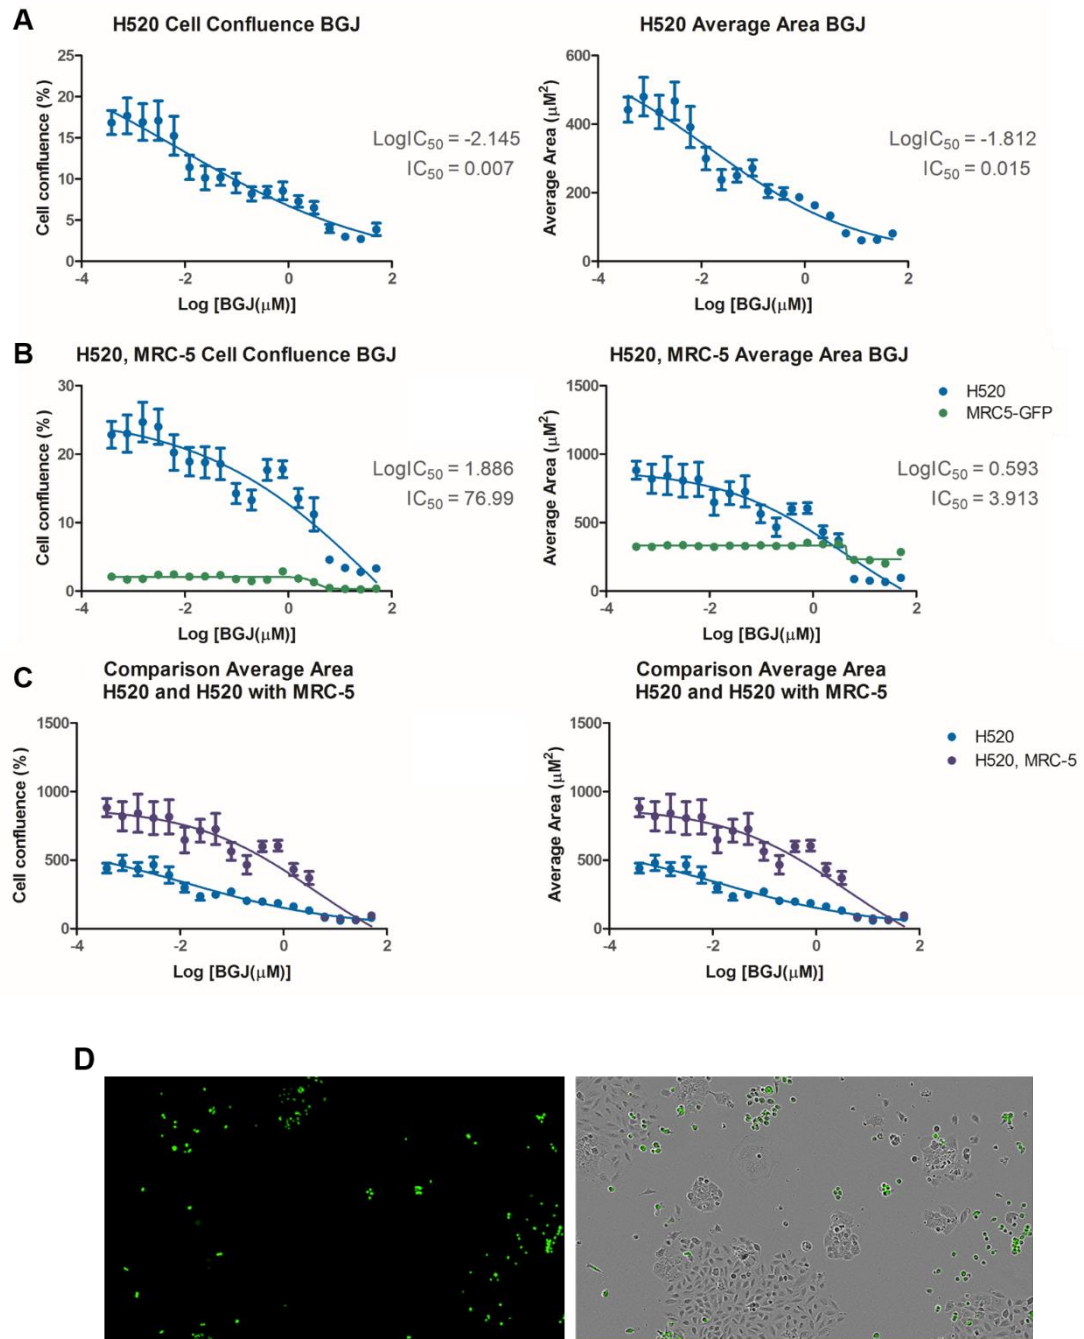 A
H520 Cell Confluence BGJ
Cell confluence (%)
25
20
15
10
5
0
-4
-2
0
2
Log [BGJ(μM)]
LogIC50 = -2.145
IC50 = 0.007
H520 Average Area BGJ
Average Area (μM²)
600
400
200
0
-4
-2
0
2
Log [BGJ(μM)]
LogIC50 = -1.812
IC50 = 0.015
B
H520, MRC-5 Cell Confluence BGJ
Cell confluence (%)
30
20
10
0
-4
-2
0
2
Log [BGJ(μM)]
LogIC50 = 1.886
IC50 = 76.99
H520, MRC-5 Average Area BGJ
Average Area (μM²)
1500
1000
500
0
-4
-2
0
2
Log [BGJ(μM)]
H520
MRC5-GFP
LogIC50 = 0.593
IC50 = 3.913
C
Comparison Average Area
H520 and H520 with MRC-5
Cell confluence (%)
1500
1000
500
0
-4
-2
0
2
Log [BGJ(μM)]
Comparison Average Area
H520 and H520 with MRC-5
Average Area (μM²)
1500
1000
500
0
-4
-2
0
2
Log [BGJ(μM)]
H520
H520, MRC-5
D